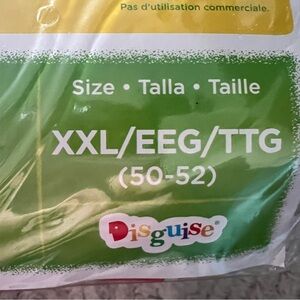 Pas d'utilisation commerciale.
Size • Talla • Taille
XXL/EEG/TTG
(50-52)
Disguise®